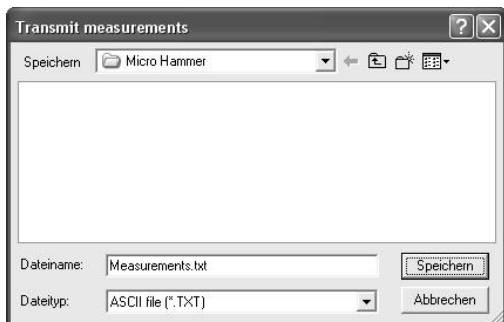 Transmit measurements
Speichern Micro Hammer
Dateiname: Measurements.txt Speichern
Dateityp: ASCII file (*.TXT) Abbrechen